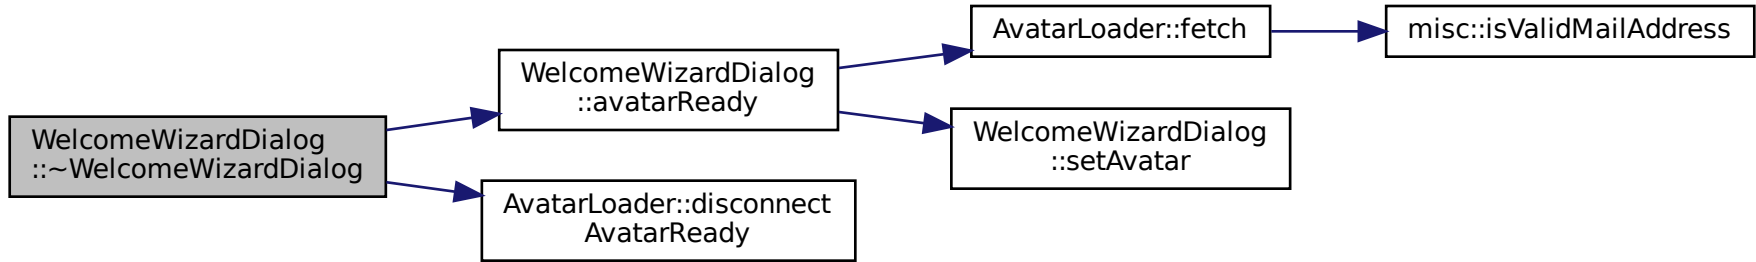 WelcomeWizardDialog
::~WelcomeWizardDialog
WelcomeWizardDialog
::avatarReady
AvatarLoader::fetch
misc::isValidMailAddress
WelcomeWizardDialog
::setAvatar
AvatarLoader::disconnect
AvatarReady